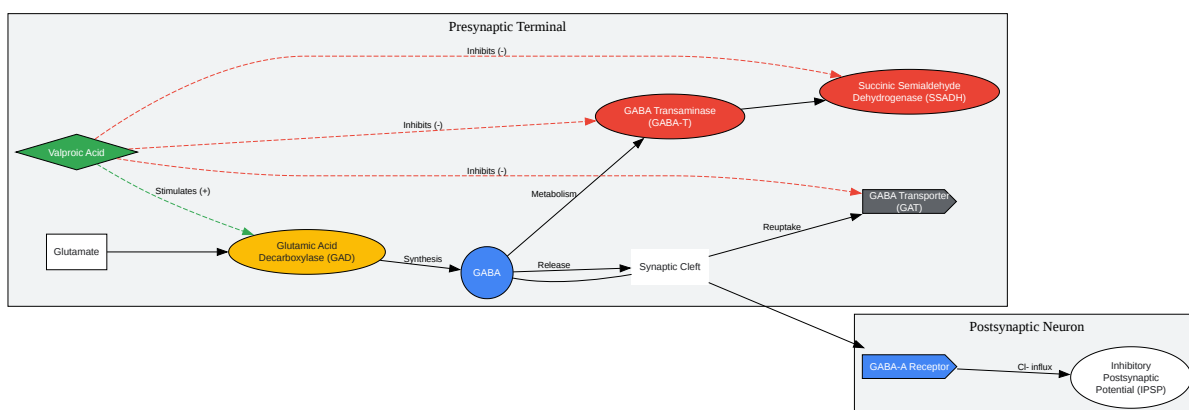 Presynaptic Terminal
Inhibits (-)
Succinic Semialdehyde
Dehydrogenase (SSADH)
GABA Transaminase
(GABA-T)
Inhibits (-)
Valproic Acid
Inhibits (-)
Stimulates (+)
Metabolism
GABA Transporter
(GAT)
Reuptake
Glutamate
Glutamic Acid
Decarboxylase (GAD)
Synthesis
GABA
Release
Synaptic Cleft
Postsynaptic Neuron
GABA-A Receptor
Cl- influx
Inhibitory
Postsynaptic
Potential (IPSP)